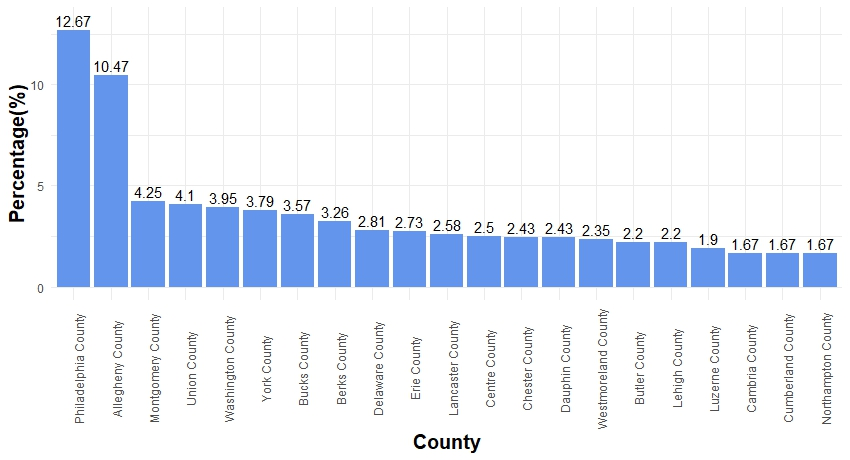 12.67
10.47
4.25
4.1
3.95
3.79
3.57
3.26
2.81
2.73
2.58
2.5
2.43
2.43
2.35
2.2
2.2
1.9
1.67
1.67
1.67
Percentage(%)
10
5
0
Philadelphia County
Allegheny County
Montgomery County
Union County
Washington County
York County
Bucks County
Berks County
Delaware County
Erie County
Lancaster County
Centre County
Chester County
Dauphin County
Westmoreland County
Butler County
Lehigh County
Luzerne County
Cambria County
Cumberland County
Northampton County
County